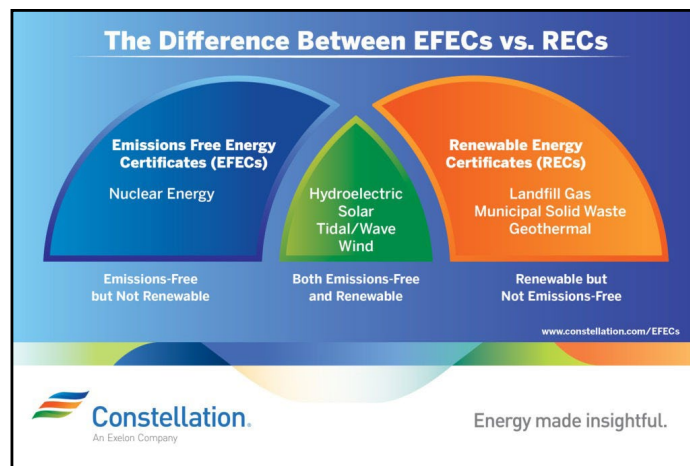 The Difference Between EFECs vs. RECs
Emissions Free Energy
Certificates (EFECs)
Nuclear Energy
Hydroelectric
Solar
Tidal/Wave
Wind
Renewable Energy
Certificates (RECs)
Landfill Gas
Municipal Solid Waste
Geothermal
Emissions-Free
but Not Renewable
Both Emissions-Free
and Renewable
Renewable but
Not Emissions-Free
www.constellation.com/EFECs
Constellation.
An Exelon Company
Energy made insightful.